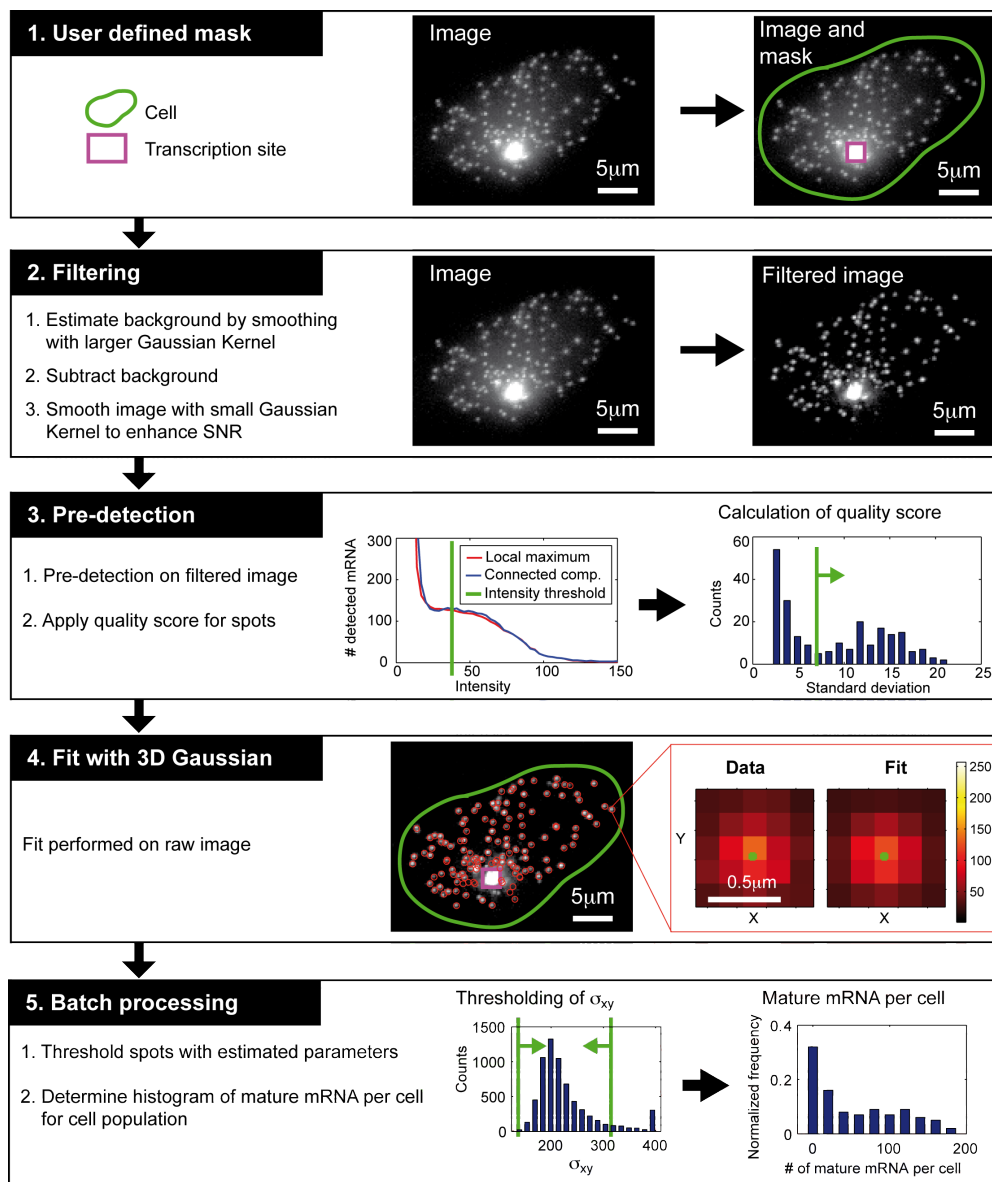 1. User defined mask
Cell
Transcription site
Image
5μm
Image and
mask
5μm
2. Filtering
1. Estimate background by smoothing
with larger Gaussian Kernel
2. Subtract background
3. Smooth image with small Gaussian
Kernel to enhance SNR
Image
5μm
Filtered image
5μm
3. Pre-detection
1. Pre-detection on filtered image
2. Apply quality score for spots
# detected mRNA
300
200
100
0
0
50
100
150
Intensity
Local maximum
Connected comp.
Intensity threshold
Calculation of quality score
Counts
60
40
20
0
0
5
10
15
20
25
Standard deviation
4. Fit with 3D Gaussian
Fit performed on raw image
5μm
Data
Fit
Y
0.5μm
X
X
250
200
150
100
50
5. Batch processing
1. Threshold spots with estimated parameters
2. Determine histogram of mature mRNA per cell
for cell population
Thresholding of σxy
Counts
1500
1000
500
0
200
300
400
σxy
Mature mRNA per cell
Normalized frequency
0.4
0.2
0
0
100
200
# of mature mRNA per cell